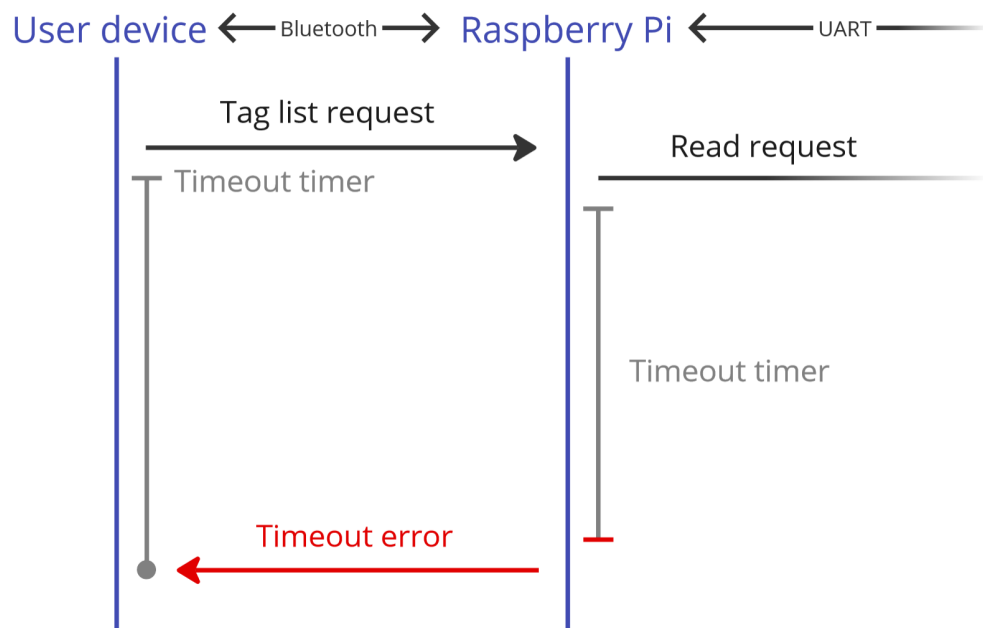 User device
Bluetooth
Raspberry Pi
UART
Tag list request
Read request
Timeout timer
Timeout timer
Timeout error